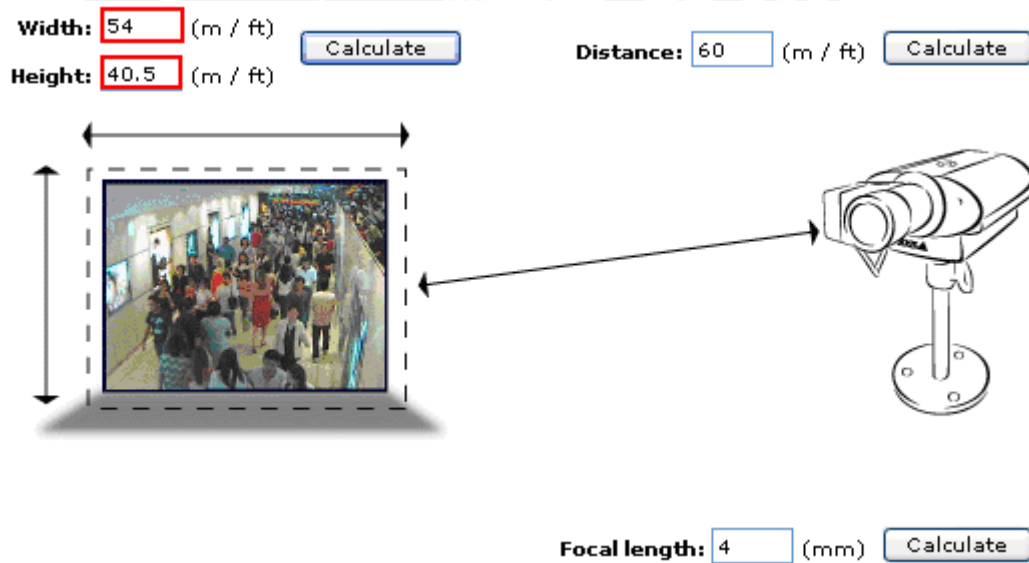 Width: 54 (m / ft)
Calculate
Height: 40.5 (m / ft)
Distance: 60 (m / ft) Calculate
Focal length: 4 (mm) Calculate